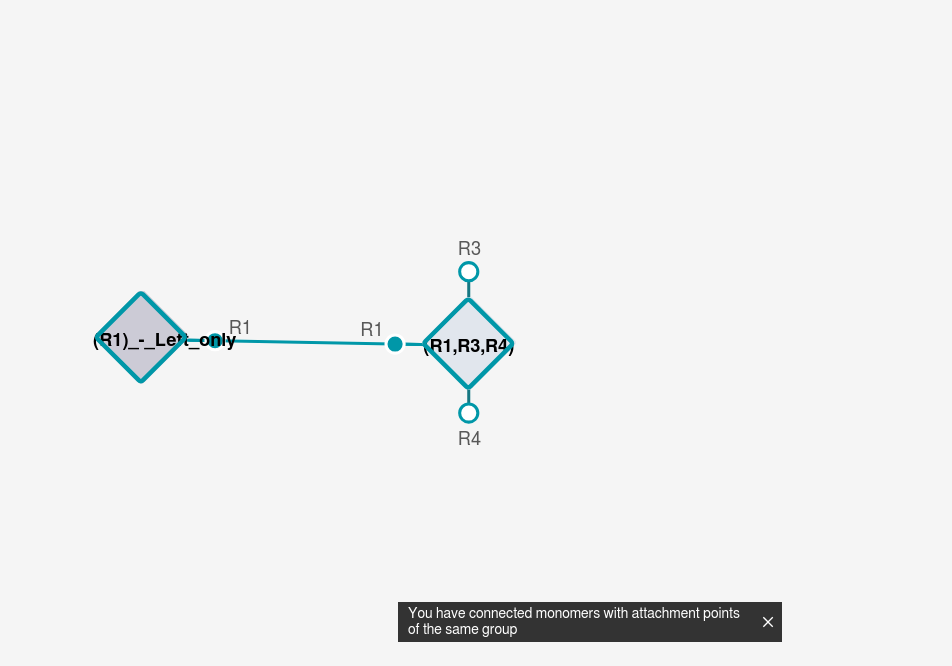 R3
R1
R1
(R1)_-_Left_only
(R1,R3,R4)
R4
You have connected monomers with attachment points
of the same group